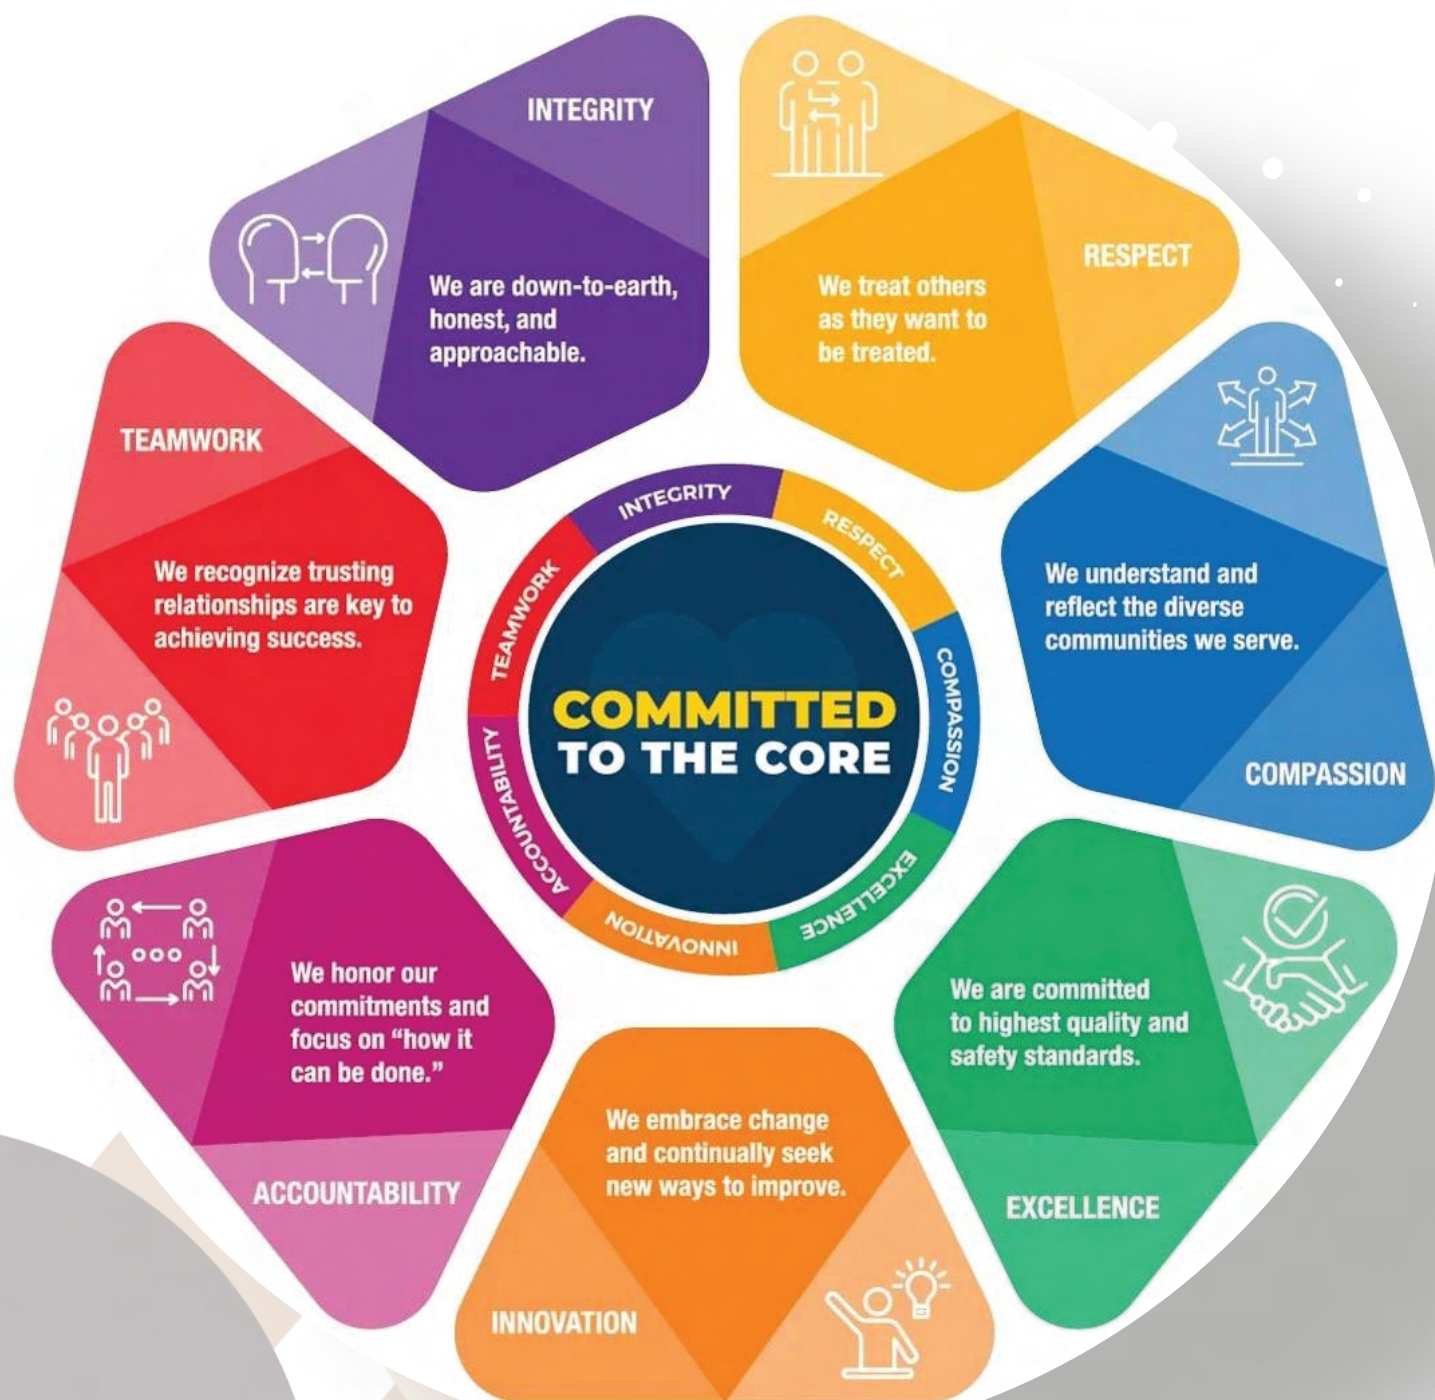 INTEGRITY
We are down-to-earth,
honest, and
approachable.
RESPECT
We treat others
as they want to
be treated.
COMPASSION
We understand and
reflect the diverse
communities we serve.
EXCELLENCE
We are committed
to highest quality and
safety standards.
INNOVATION
We embrace change
and continually seek
new ways to improve.
ACCOUNTABILITY
We honor our
commitments and
focus on “how it
can be done.”
TEAMWORK
We recognize trusting
relationships are key to
achieving success.
INTEGRITY
RESPECT
COMPASSION
EXCELLENCE
INNOVATION
ACCOUNTABILITY
TEAMWORK
COMMITTED
TO THE CORE